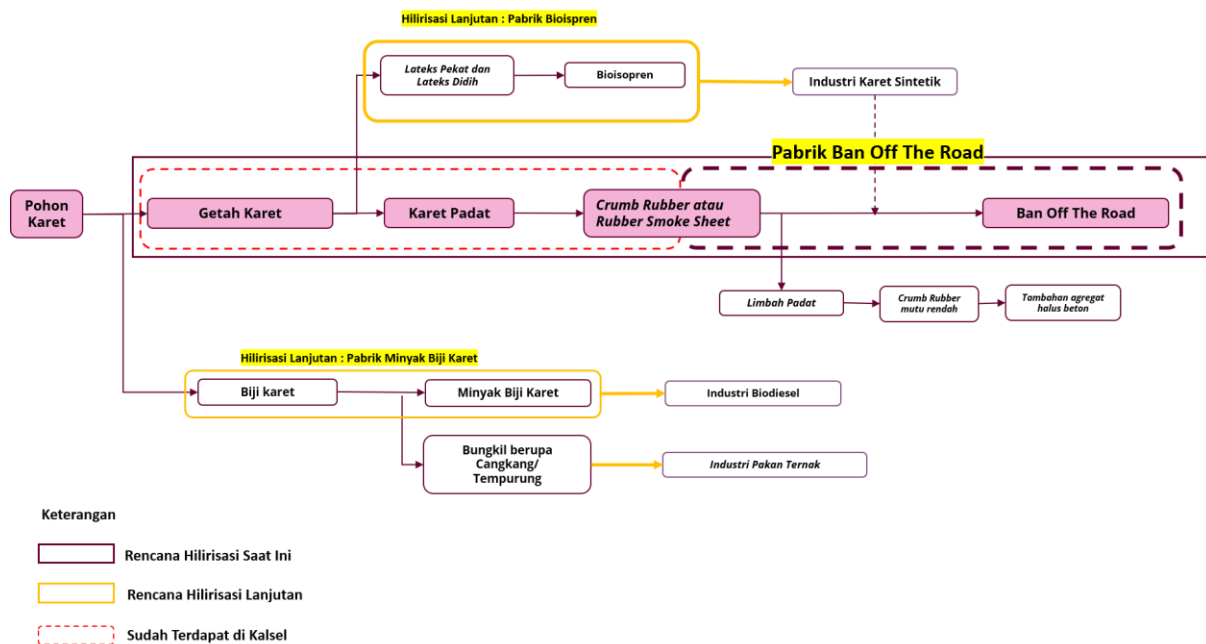 Hilirisasi Lanjutan : Pabrik Bioispren
Lateks Pekat dan
Lateks Didih
Bioisopren
Industri Karet Sintetik
Pabrik Ban Off The Road
Pohon
Karet
Getah Karet
Karet Padat
Crumb Rubber atau
Rubber Smoke Sheet
Ban Off The Road
Limbah Padat
Crumb Rubber
mutu rendah
Tambahan agregat
halus beton
Hilirisasi Lanjutan : Pabrik Minyak Biji Karet
Biji karet
Minyak Biji Karet
Industri Biodiesel
Bungkil berupa
Cangkang/
Tempurung
Industri Pakan Ternak
Keterangan
Rencana Hilirisasi Saat Ini
Rencana Hilirisasi Lanjutan
Sudah Terdapat di Kalsel